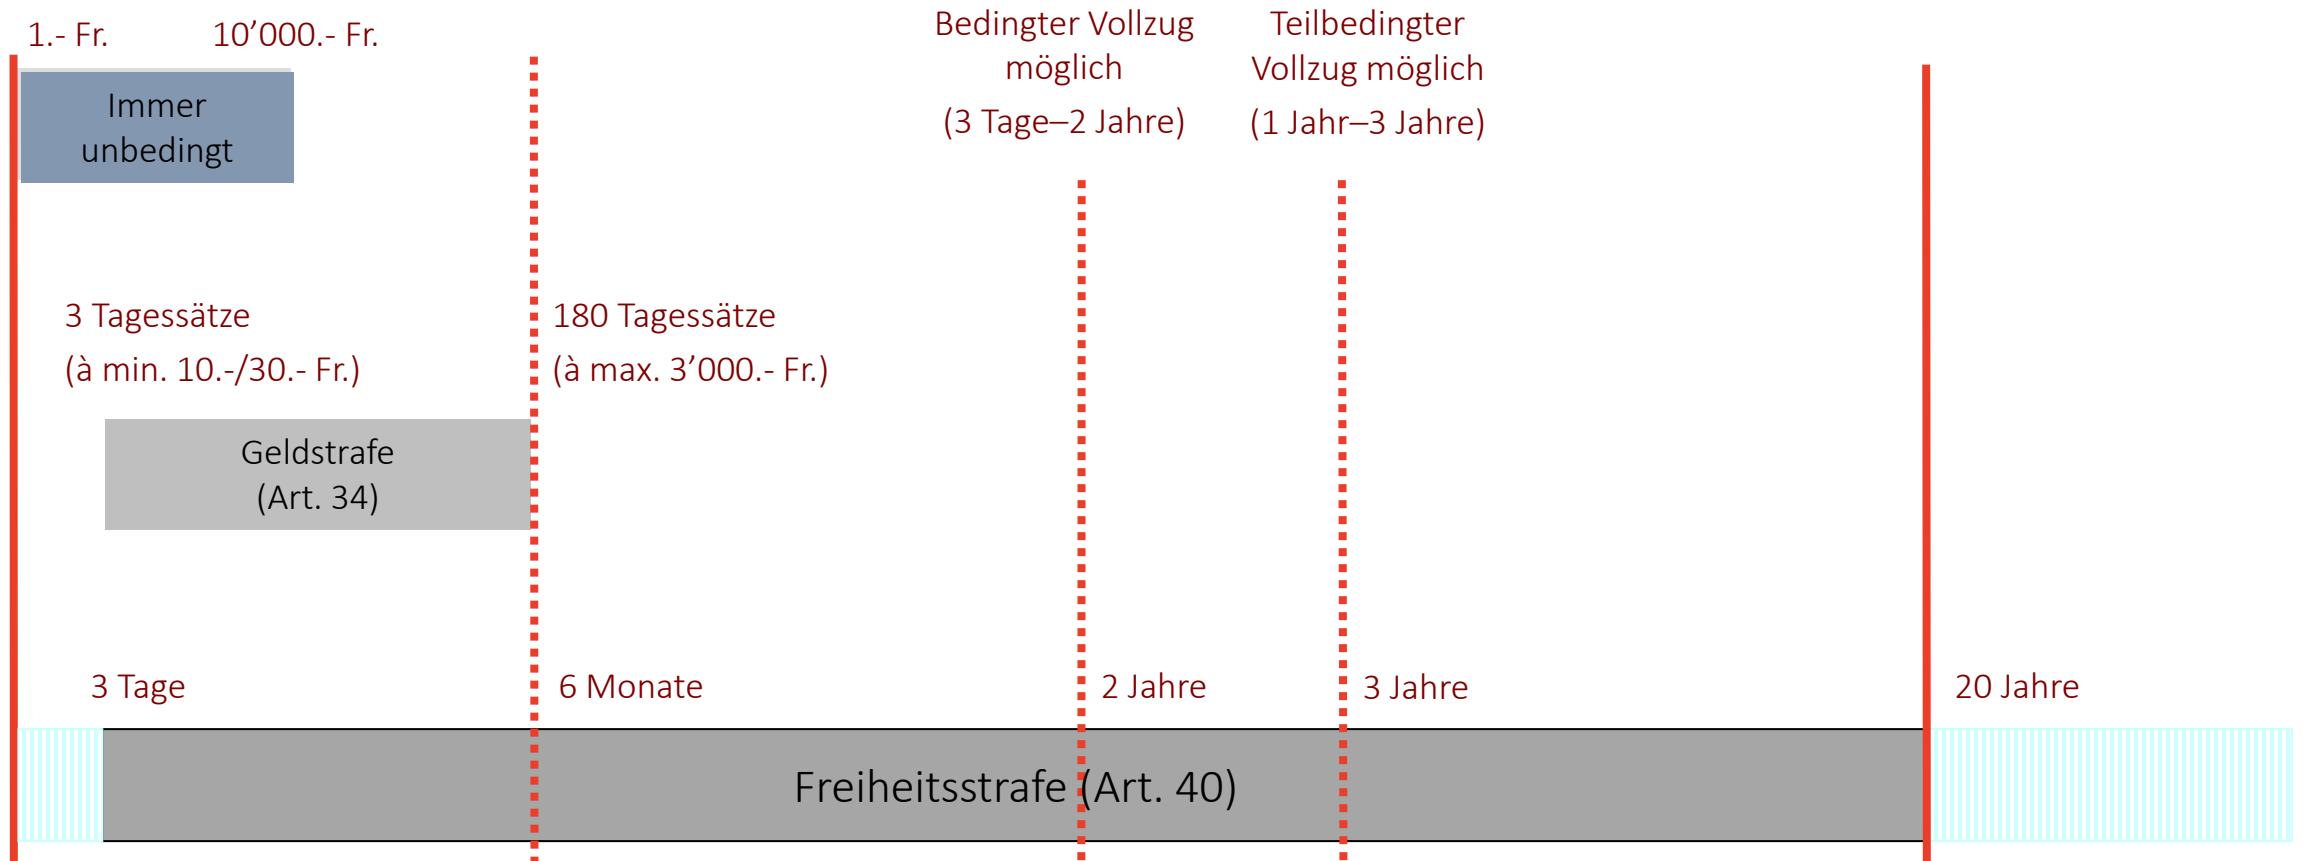 1.- Fr.
10’000.- Fr.
Bedingter Vollzug
möglich
(3 Tage–2 Jahre)
Teilbedingter
Vollzug möglich
(1 Jahr–3 Jahre)
Immer
unbedingt
3 Tagessätze
(à min. 10.-/30.- Fr.)
180 Tagessätze
(à max. 3’000.- Fr.)
Geldstrafe
(Art. 34)
3 Tage
6 Monate
2 Jahre
3 Jahre
20 Jahre
Freiheitsstrafe (Art. 40)